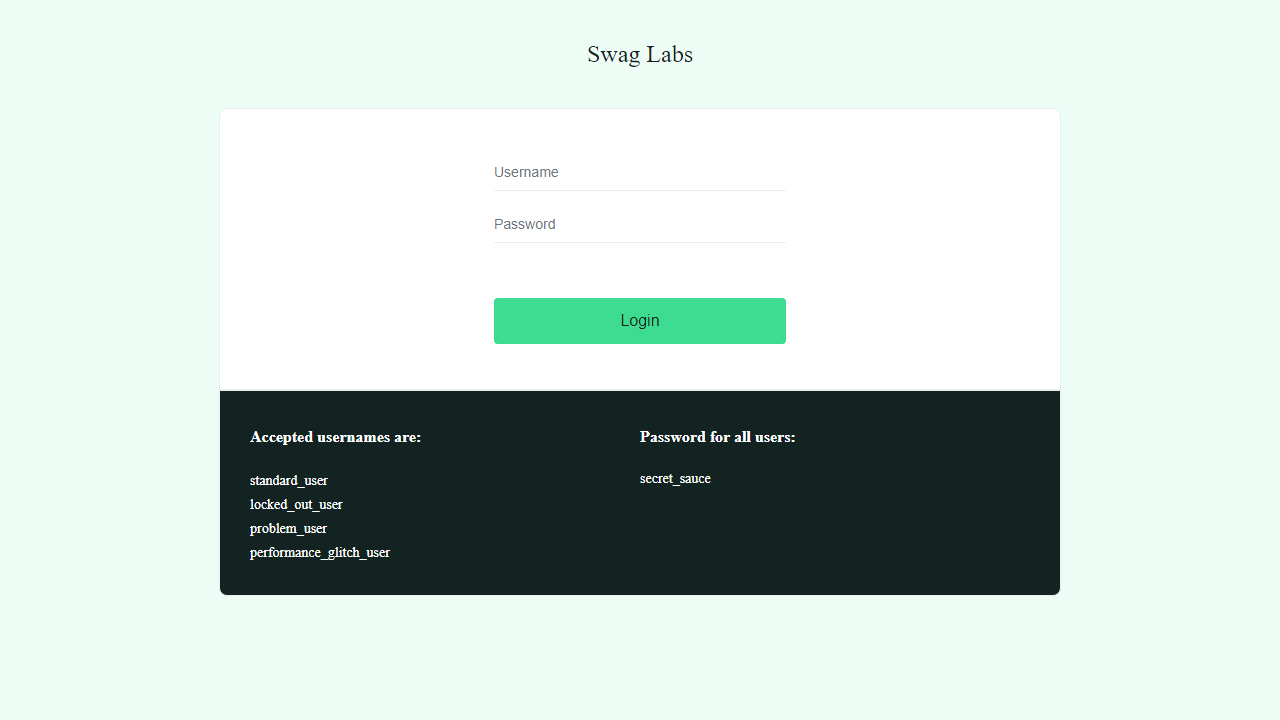 Swag Labs
Username
Password
Login
Accepted usernames are:
standard_user
locked_out_user
problem_user
performance_glitch_user
Password for all users:
secret_sauce